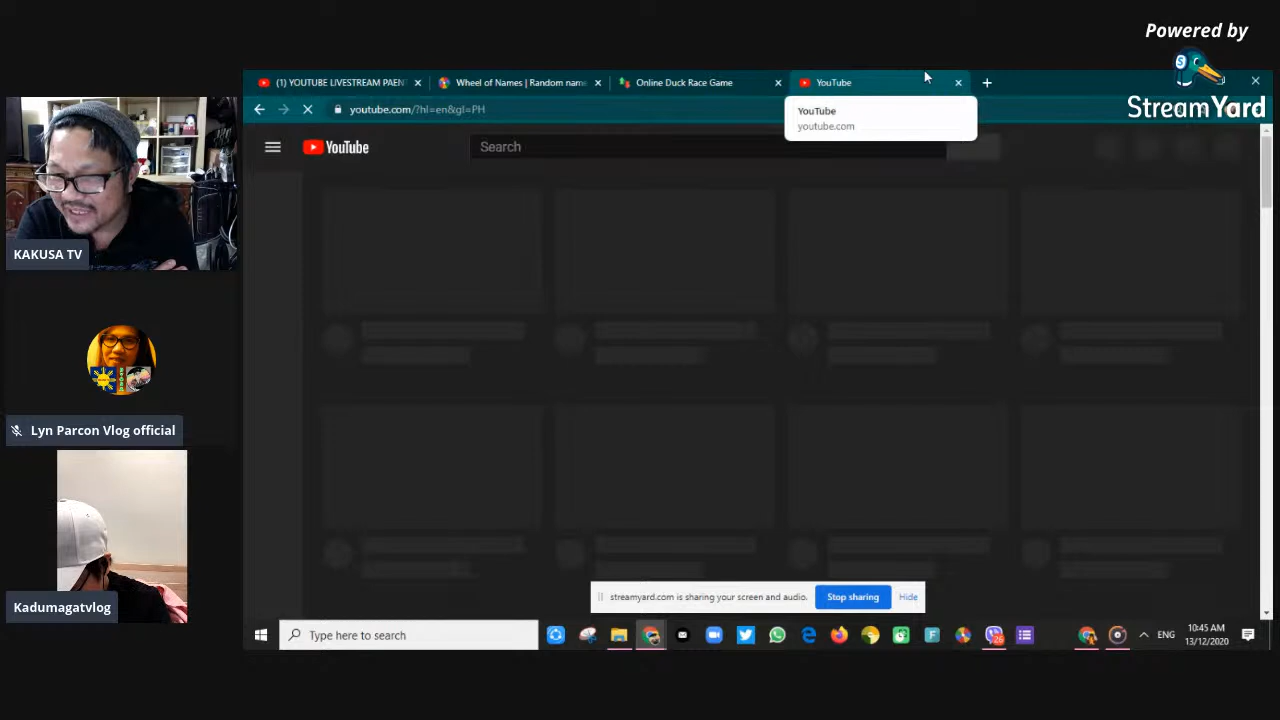 Powered by
StreamYard
(1) YOUTUBE LIVESTREAM PAEN
Wheel of Names | Random name
Online Duck Race Game
YouTube
youtube.com/?hl=en&gl=PH
YouTube
youtube.com
YouTube
Search
KAKUSA TV
Lyn Parcon Vlog official
Kadumagatvlog
streamyard.com is sharing your screen and audio.
Stop sharing
Hide
Type here to search
ENG
10:45 AM
13/12/2020